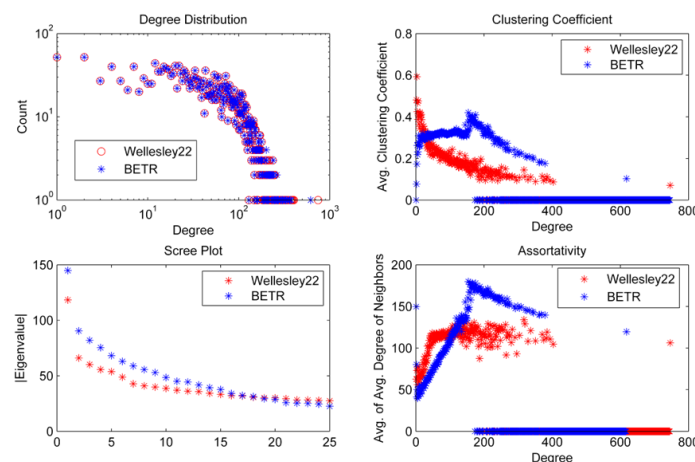 Degree Distribution
10^2
10^1
10^0
10^0
10^1
10^2
10^3
Count
Degree
Wellesley22
BETR
Clustering Coefficient
0.8
0.6
0.4
0.2
0
0
200
400
600
800
Avg. Clustering Coefficient
Degree
Wellesley22
BETR
Scree Plot
150
100
50
0
0
5
10
15
20
25
|Eigenvalue|
Wellesley22
BETR
Assortativity
200
150
100
50
0
0
200
400
600
800
Avg. of Avg. Degree of Neighbors
Degree
Wellesley22
BETR